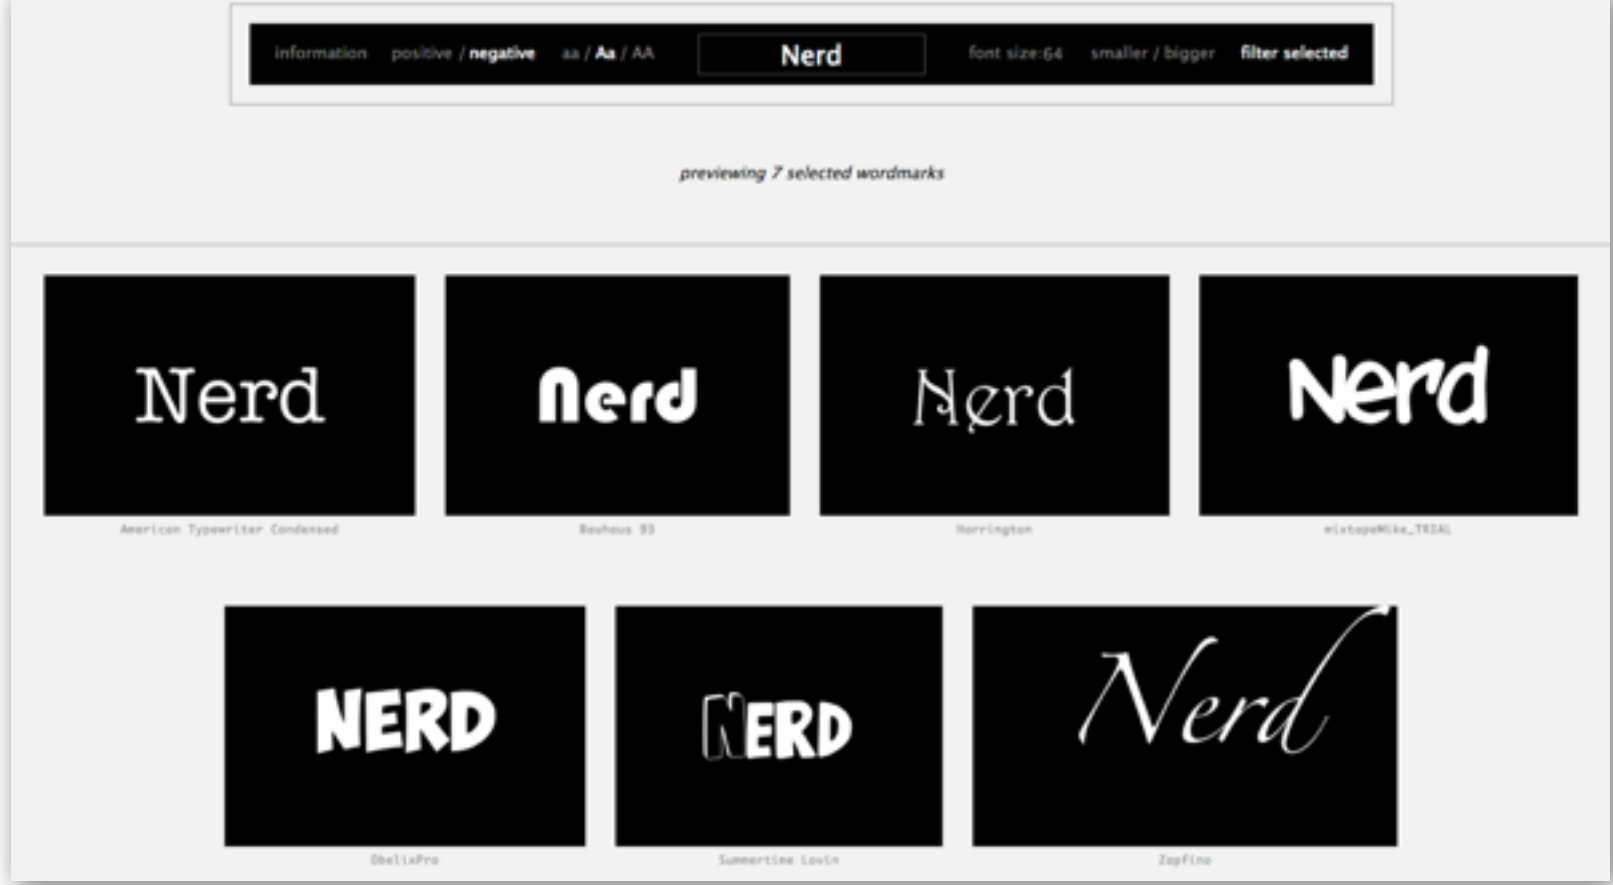 information positive / negative aa / Aa / AA Nerd font size:64 smaller / bigger filter selected
previewing 7 selected wordmarks
Nerd Nerd Nerd Nerd
American Typewriter Condensed Bauhaus 93 Harrington mixtapeMike_TRIAL
NERD NERD Nerd
ObelixPro Summertime Lovin Zapfino